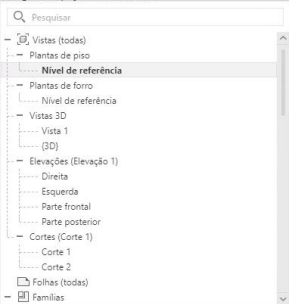 Pesquisar
Vistas (todas)
Plantas de piso
Nível de referência
Plantas de forro
Nível de referência
Vistas 3D
Vista 1
{3D}
Elevações (Elevação 1)
Direita
Esquerda
Parte frontal
Parte posterior
Cortes (Corte 1)
Corte 1
Corte 2
Folhas (todas)
Famílias